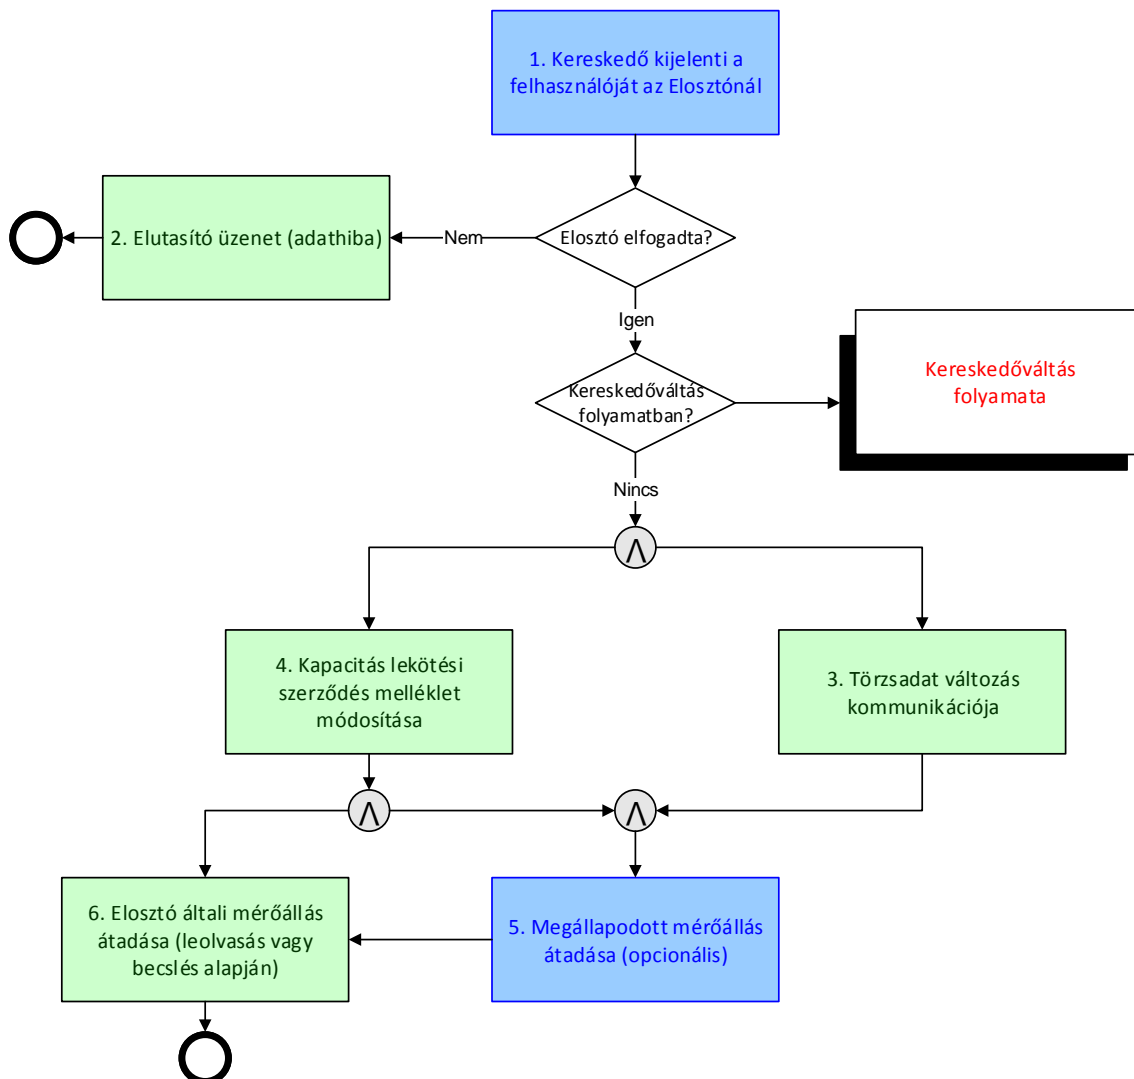 1. Kereskedő kijelenti a
felhasználóját az Elosztónál
2. Elutasító üzenet (adathiba)
Nem
Elosztó elfogadta?
Igen
Kereskedőváltás
folyamatban?
Kereskedőváltás
folyamata
Nincs
Λ
4. Kapacitás lekötési
szerződés melléklet
módosítása
3. Törzsadat változás
kommunikációja
Λ
Λ
6. Elosztó általi mérőállás
átadása (leolvasás vagy
becslés alapján)
5. Megállapodott mérőállás
átadása (opcionális)